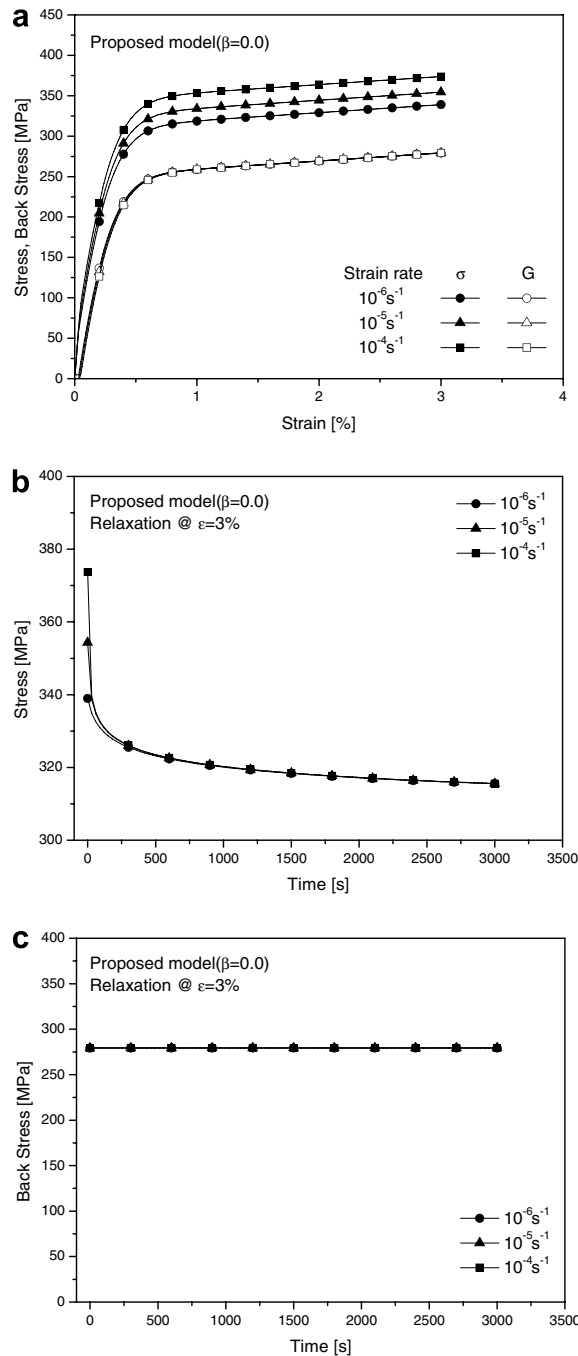 a
Proposed model(β=0.0)
Stress, Back Stress [MPa]
450
400
350
300
250
200
150
100
50
0
Strain rate σ G
10⁻⁶s⁻¹
10⁻⁵s⁻¹
10⁻⁴s⁻¹
0 1 2 3 4
Strain [%]
b
Proposed model(β=0.0)
Relaxation @ ε=3%
10⁻⁶s⁻¹
10⁻⁵s⁻¹
10⁻⁴s⁻¹
Stress [MPa]
400
380
360
340
320
300
0 500 1000 1500 2000 2500 3000 3500
Time [s]
c
Proposed model(β=0.0)
Relaxation @ ε=3%
Back Stress [MPa]
400
350
300
250
200
150
100
50
0
10⁻⁶s⁻¹
10⁻⁵s⁻¹
10⁻⁴s⁻¹
0 500 1000 1500 2000 2500 3000 3500
Time [s]